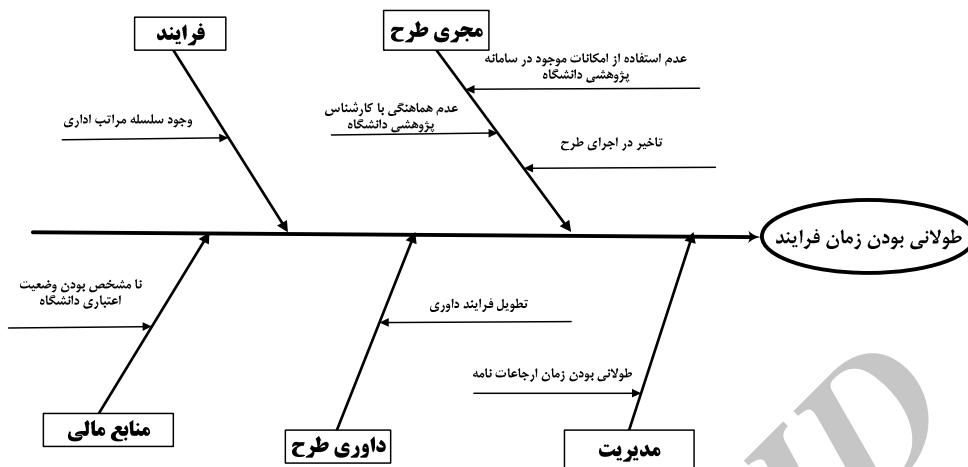 فرایند
مجری طرح
عدم استفاده از امکانات موجود در سامانه
پژوهشی دانشگاه
عدم هماهنگی با کارشناس
پژوهشی دانشگاه
وجود سلسله مراتب اداری
تاخیر در اجرای طرح
طولانی بودن زمان فرایند
نا مشخص بودن وضعیت
اعتباری دانشگاه
تطویل فرایند داوری
طولانی بودن زمان ارجاعات نامه
منابع مالی
داوری طرح
مدیریت